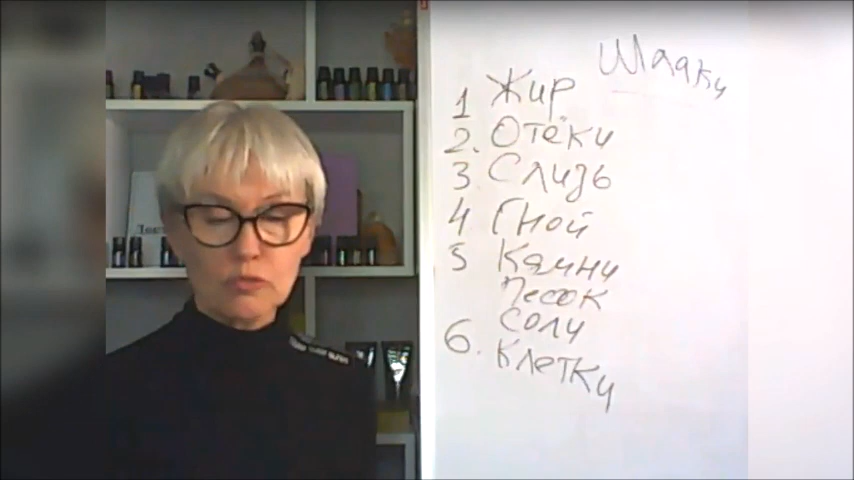 Шлаки
1 Жир
2. Отёки
3 Слизь
4 Гной
5 Камни
Песок
Соли
6. Клетки